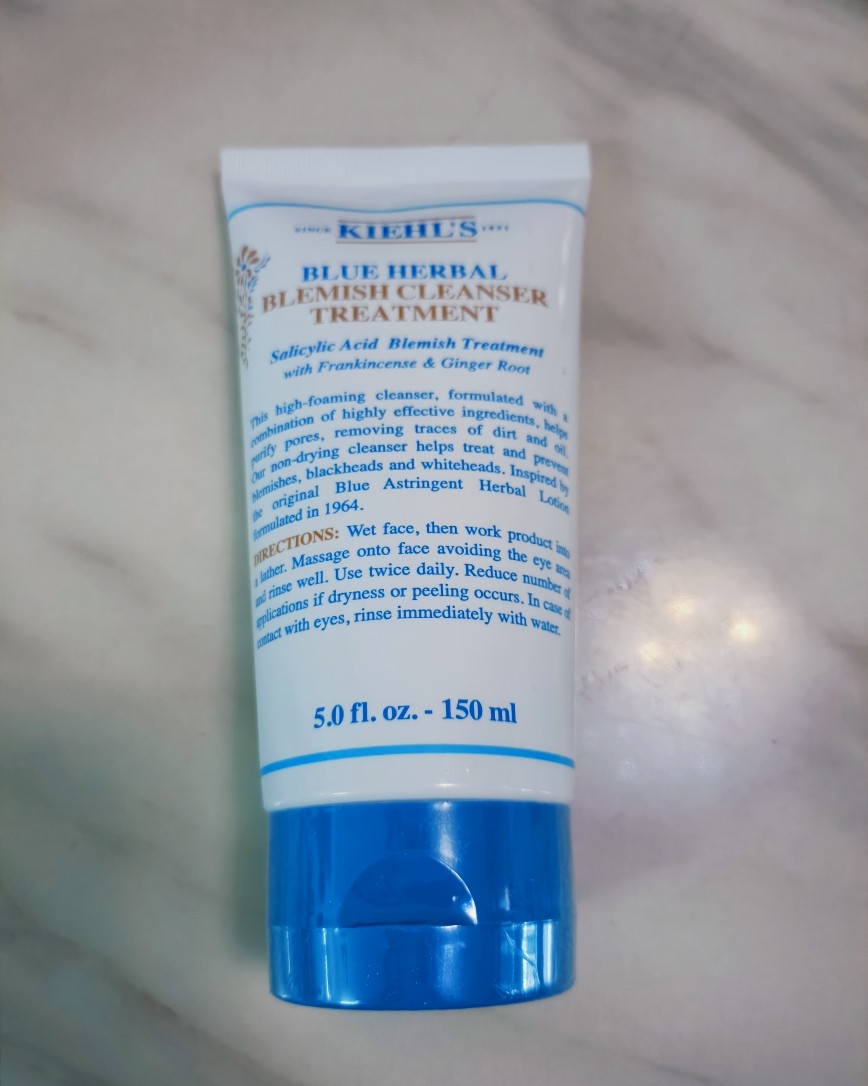 SINCE KIEHL'S 1851
BLUE HERBAL
BLEMISH CLEANSER
TREATMENT
Salicylic Acid Blemish Treatment
with Frankincense & Ginger Root
This high-foaming cleanser, formulated with a
combination of highly effective ingredients, helps
purify pores, removing traces of dirt and oil.
Our non-drying cleanser helps treat and prevent
blemishes, blackheads and whiteheads. Inspired by
the original Blue Astringent Herbal Lotion
formulated in 1964.
DIRECTIONS: Wet face, then work product into
a lather. Massage onto face avoiding the eye area
and rinse well. Use twice daily. Reduce number of
applications if dryness or peeling occurs. In case of
contact with eyes, rinse immediately with water.
5.0 fl. oz. - 150 ml